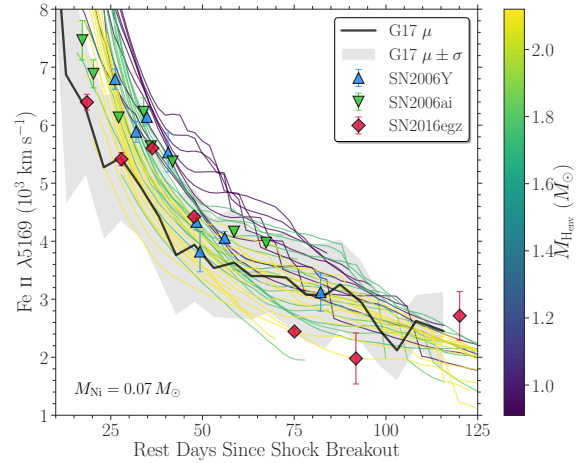 8
7
6
5
4
3
2
1
Fe II λ5169 (10³ km s⁻¹)
G17 μ
G17 μ ± σ
SN2006Y
SN2006ai
SN2016egz
M_Ni = 0.07 M_⊙
25
50
75
100
125
Rest Days Since Shock Breakout
2.0
1.8
1.6
1.4
1.2
1.0
M_H_env (M_⊙)